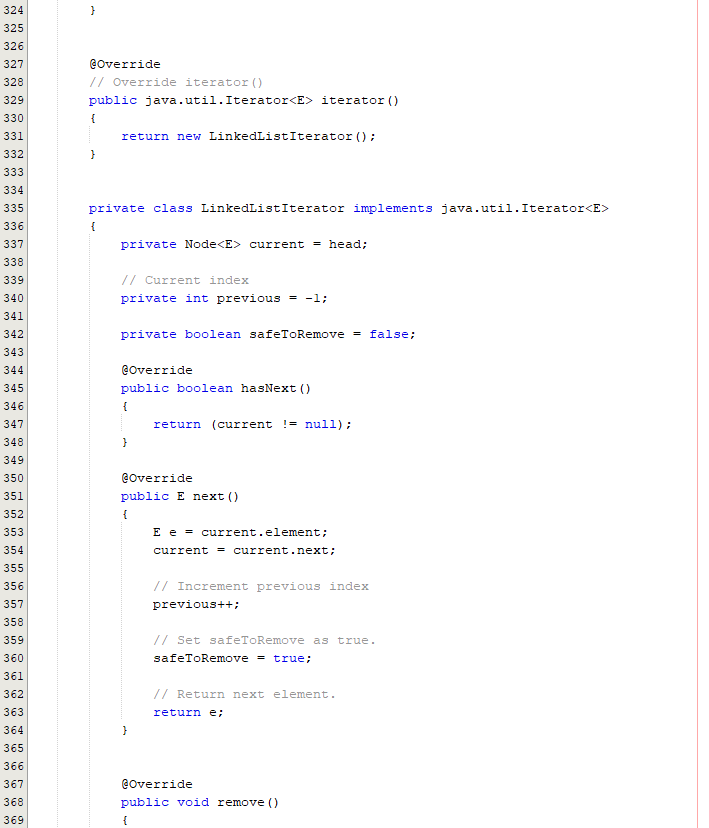 324 }
325
326
327 @Override
328 // Override iterator()
329 public java.util.Iterator<E> iterator()
330 {
331 return new LinkedListIterator();
332 }
333
334
335 private class LinkedListIterator implements java.util.Iterator<E>
336 {
337 private Node<E> current = head;
338
339 // Current index
340 private int previous = -1;
341
342 private boolean safeToRemove = false;
343
344 @Override
345 public boolean hasNext()
346 {
347 return (current != null);
348 }
349
350 @Override
351 public E next()
352 {
353 E e = current.element;
354 current = current.next;
355
356 // Increment previous index
357 previous++;
358
359 // Set safeToRemove as true.
360 safeToRemove = true;
361
362 // Return next element.
363 return e;
364 }
365
366
367 @Override
368 public void remove()
369 {